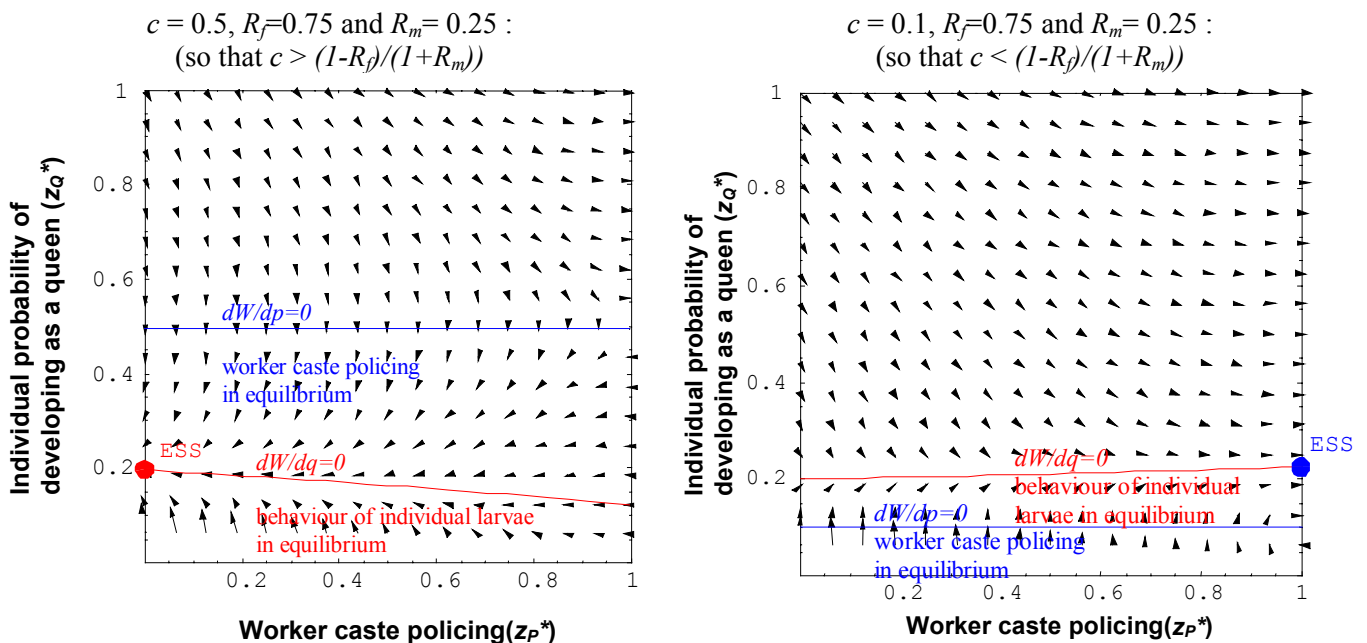 c = 0.5, Rf=0.75 and Rm= 0.25 :
(so that c > (1-Rf)/(1+Rm))
Individual probability of
developing as a queen (zQ*)
1
0.8
0.6
0.4
0.2
dW/dp=0
worker caste policing
in equilibrium
ESS
dW/dq=0
behaviour of individual larvae
in equilibrium
0.2 0.4 0.6 0.8 1
Worker caste policing(zP*)
c = 0.1, Rf=0.75 and Rm= 0.25 :
(so that c < (1-Rf)/(1+Rm))
Individual probability of
developing as a queen (zQ*)
1
0.8
0.6
0.4
0.2
ESS
dW/dq=0
behaviour of individual
larvae in equilibrium
dW/dp=0
worker caste policing
in equilibrium
0.2 0.4 0.6 0.8 1
Worker caste policing(zP*)